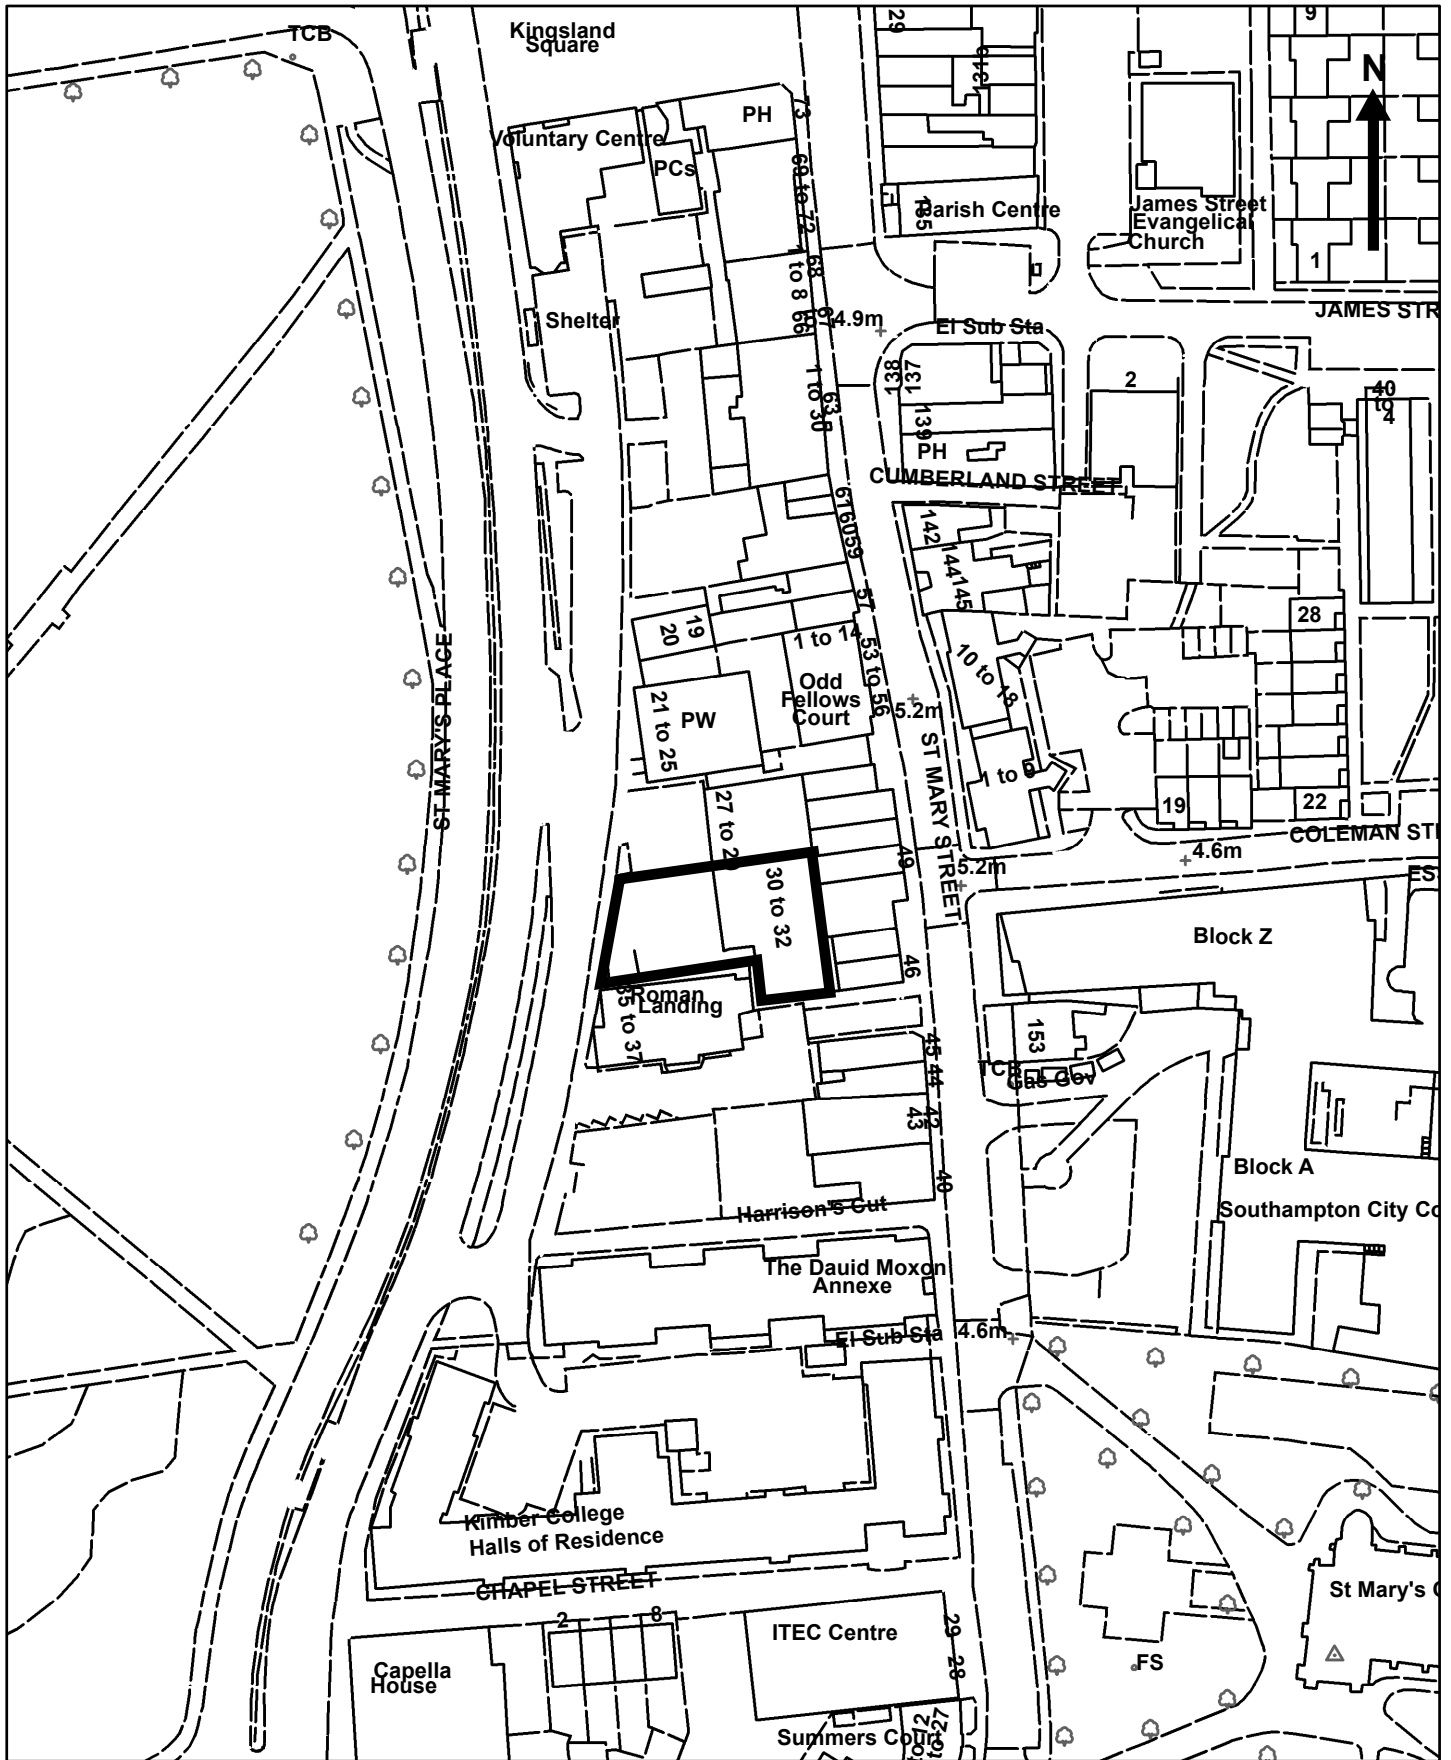 TCB
Kingsland
Square
29
131c
9
N
Voluntary Centre
PH
73
PCs
69 to 72
135
Parish Centre
James Street
Evangelical
Church
1
68
1 to 8
67
66
Shelter
4.9m
El Sub Sta
JAMES STR
138
137
2
40
to
4
1 to 30
63
139
PH
CUMBERLAND STREET
61
60
59
142
144
145
57
28
19
20
1 to 14
53 to 56
10 to 18
ST MARY'S PLACE
21 to 25
PW
Odd
Fellows
Court
5.2m
ST MARY STREET
1 to 9
27 to 29
19
22
COLEMAN ST
49
5.2m
4.6m
ES
30 to 32
Block Z
46
Roman
Landing
35 to 37
153
45
44
TCB
Gas Gov
43
42
40
Block A
Harrison's Cut
Southampton City Co
The Dauid Moxon
Annexe
El Sub Sta
4.6m
Kimber College
Halls of Residence
CHAPEL STREET
St Mary's
2
8
ITEC Centre
29
28
FS
Capella
House
Summers Court
to 27